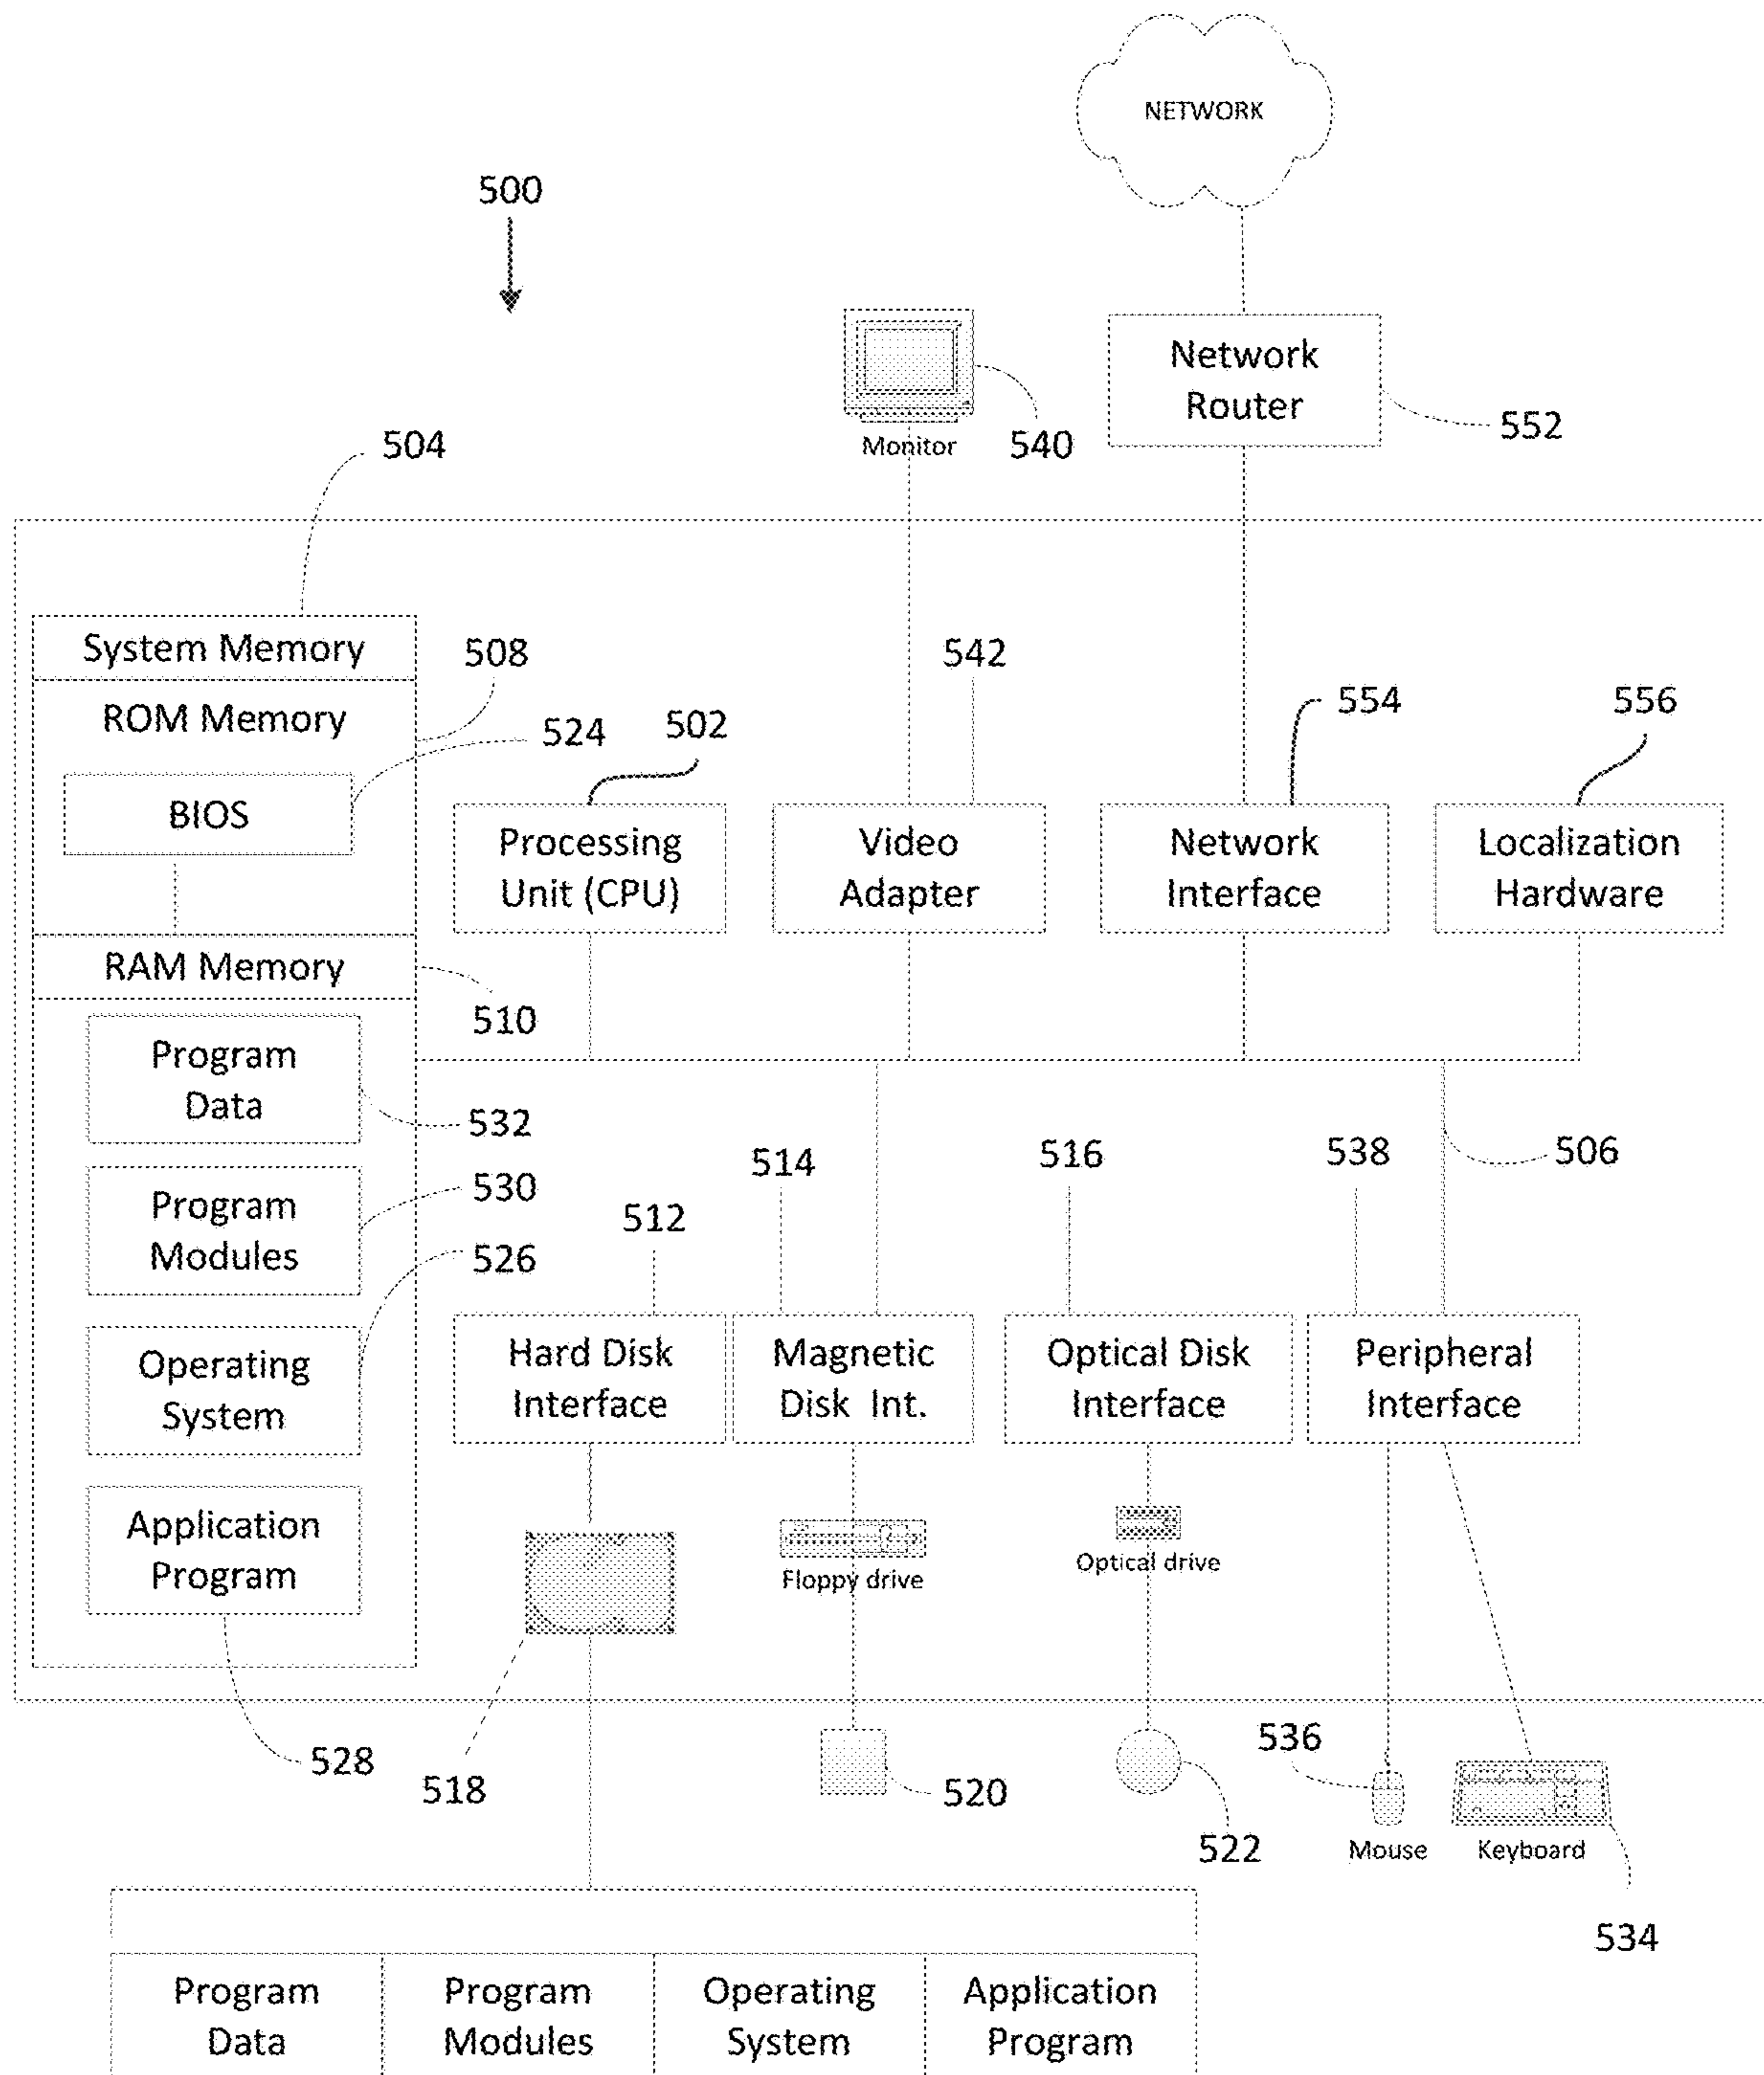 NETWORK
500
Network
Router
552
Monitor
540
504
System Memory
508
542
ROM Memory
524
502
554
556
BIOS
Processing
Unit (CPU)
Video
Adapter
Network
Interface
Localization
Hardware
RAM Memory
510
Program
Data
532
514
516
538
506
Program
Modules
530
512
526
Operating
System
Hard Disk
Interface
Magnetic
Disk Int.
Optical Disk
Interface
Peripheral
Interface
Application
Program
Floppy drive
Optical drive
528
518
520
522
536
Mouse
Keyboard
534
Program
Data
Program
Modules
Operating
System
Application
Program